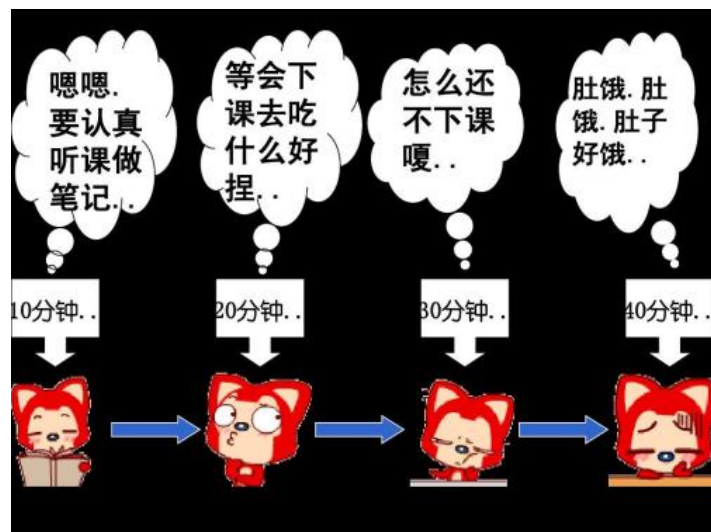 嗯嗯.
要认真
听课做
笔记..
等会下
课去吃
什么好
捏..
怎么还
不下课
嗄..
肚饿.肚
饿.肚子
好饿..
10分钟..
20分钟..
30分钟..
40分钟..